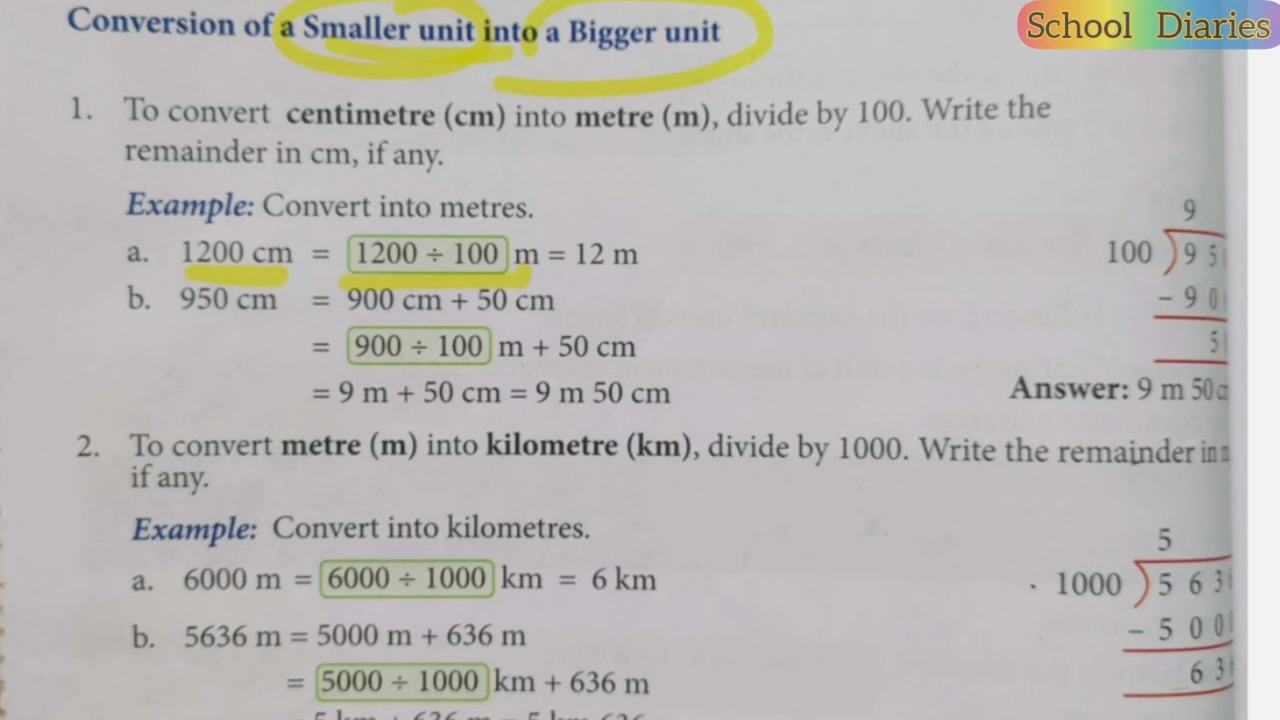 School Diaries
Conversion of a Smaller unit into a Bigger unit
1. To convert centimetre (cm) into metre (m), divide by 100. Write the
remainder in cm, if any.
Example: Convert into metres.
a. 1200 cm = 1200 ÷ 100 m = 12 m
b. 950 cm = 900 cm + 50 cm
= 900 ÷ 100 m + 50 cm
= 9 m + 50 cm = 9 m 50 cm
9
100 ) 9 5
– 9 0
5
Answer: 9 m 50
2. To convert metre (m) into kilometre (km), divide by 1000. Write the remainder in
if any.
Example: Convert into kilometres.
a. 6000 m = 6000 ÷ 1000 km = 6 km
b. 5636 m = 5000 m + 636 m
= 5000 ÷ 1000 km + 636 m
5
1000 ) 5 6 3
– 5 0 0
6 3